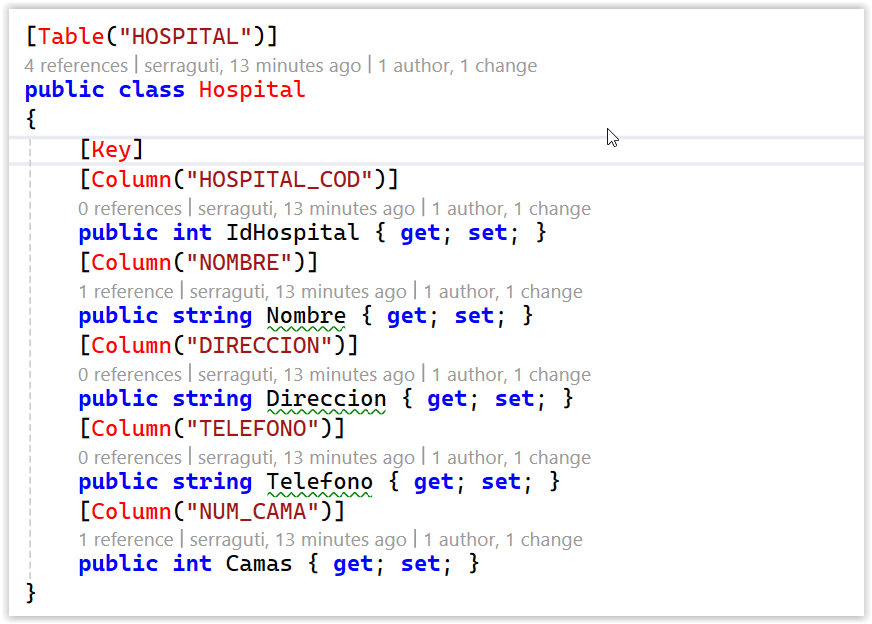 [Table("HOSPITAL")]
4 references | serraguti, 13 minutes ago | 1 author, 1 change
public class Hospital
{
[Key]
[Column("HOSPITAL_COD")]
0 references | serraguti, 13 minutes ago | 1 author, 1 change
public int IdHospital { get; set; }
[Column("NOMBRE")]
1 reference | serraguti, 13 minutes ago | 1 author, 1 change
public string Nombre { get; set; }
[Column("DIRECCION")]
0 references | serraguti, 13 minutes ago | 1 author, 1 change
public string Direccion { get; set; }
[Column("TELEFONO")]
0 references | serraguti, 13 minutes ago | 1 author, 1 change
public string Telefono { get; set; }
[Column("NUM_CAMA")]
1 reference | serraguti, 13 minutes ago | 1 author, 1 change
public int Camas { get; set; }
}